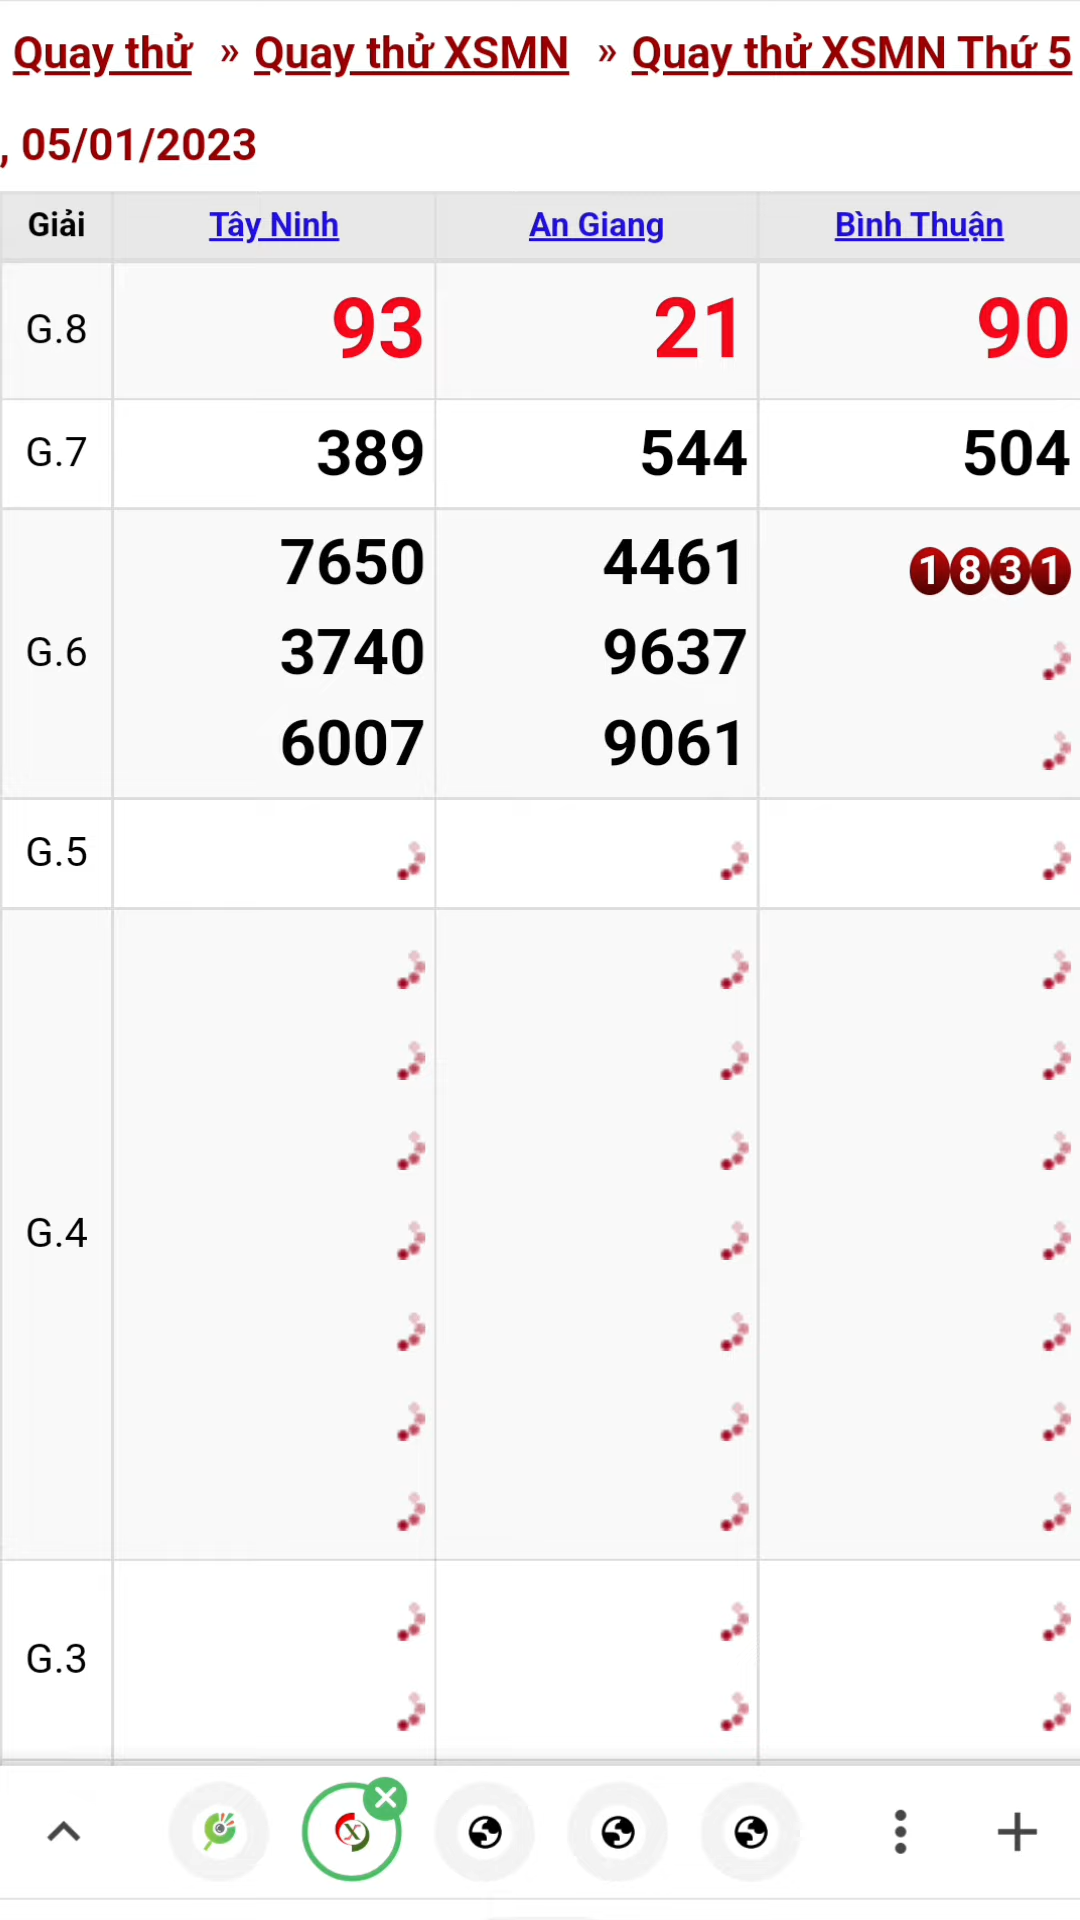 Quay thử » Quay thử XSMN » Quay thử XSMN Thứ 5
, 05/01/2023
Giải Tây Ninh An Giang Bình Thuận
G.8 93 21 90
G.7 389 544 504
7650 4461 1831
G.6 3740 9637
6007 9061
G.5
G.4
G.3